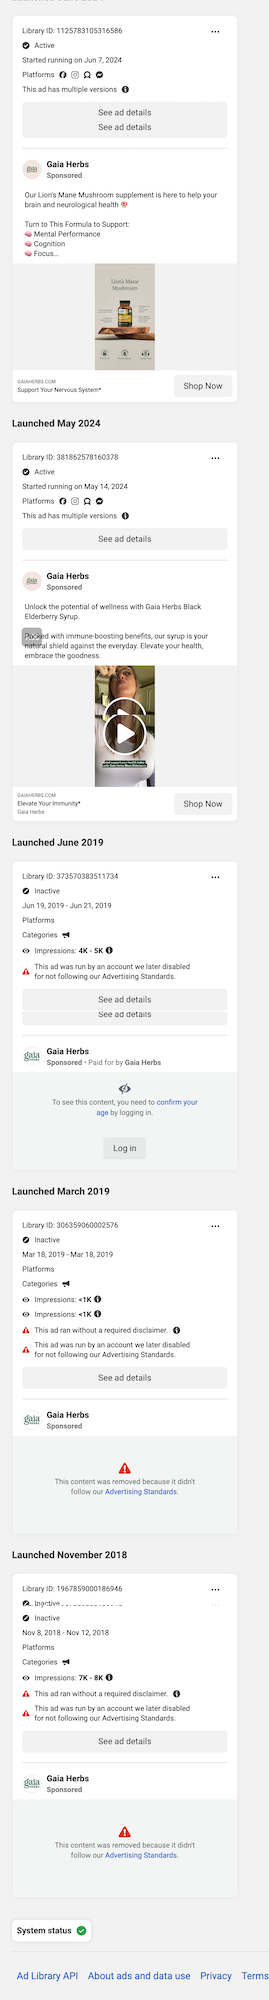 Library ID: 1125783105316586
Active
Started running on Jun 7, 2024
Platforms
This ad has multiple versions
See ad details
See ad details
Gaia Herbs
Sponsored
Our Lion's Mane Mushroom supplement is here to help your
brain and neurological health
Turn to This Formula to Support:
🧠 Mental Performance
🧠 Cognition
🧠 Focus...
Lion's Mane
Mushroom
GAIAHERBS.COM
Support Your Nervous System*
Shop Now
Launched May 2024
Library ID: 381862578160378
Active
Started running on May 14, 2024
Platforms
This ad has multiple versions
See ad details
gaia
Gaia Herbs
Sponsored
Unlock the potential of wellness with Gaia Herbs Black
Elderberry Syrup.
Packed with immune-boosting benefits, our syrup is your
natural shield against the everyday. Elevate your health,
embrace the goodness.
GAIAHERBS.COM
Elevate Your Immunity*
Gaia Herbs
Shop Now
Launched June 2019
Library ID: 373570383511734
Inactive
Jun 19, 2019 - Jun 21, 2019
Platforms
Categories
Impressions: 4K - 5K
This ad was run by an account we later disabled
for not following our Advertising Standards.
See ad details
See ad details
gaia
HERBS
Gaia Herbs
Sponsored • Paid for by Gaia Herbs
To see this content, you need to confirm your
age by logging in.
Log in
Launched March 2019
Library ID: 306359060002576
Inactive
Mar 18, 2019 - Mar 18, 2019
Platforms
Categories
Impressions: <1K
Impressions: <1K
This ad ran without a required disclaimer.
This ad was run by an account we later disabled
for not following our Advertising Standards.
See ad details
gaia
HERBS
Gaia Herbs
Sponsored
This content was removed because it didn't
follow our Advertising Standards.
Launched November 2018
Library ID: 1967859000186946
Inactive
Inactive
Nov 8, 2018 - Nov 12, 2018
Platforms
Categories
Impressions: 7K - 8K
This ad ran without a required disclaimer.
This ad was run by an account we later disabled
for not following our Advertising Standards.
See ad details
gaia
HERBS
Gaia Herbs
Sponsored
This content was removed because it didn't
follow our Advertising Standards.
System status
Ad Library API About ads and data use Privacy Terms